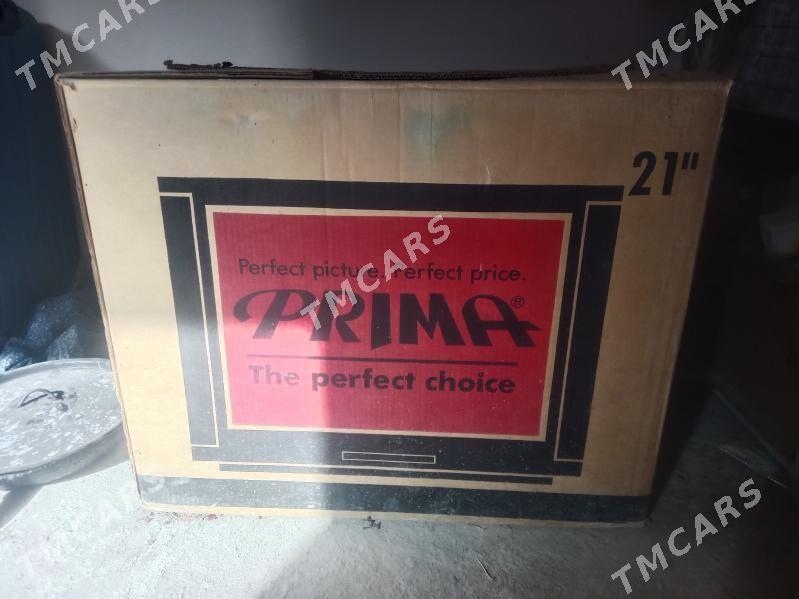 TMCARS
TMCARS
21"
Perfect picture. Perfect price.
TMCARS
PRIMA®
The perfect choice
TMCARS
TMCARS